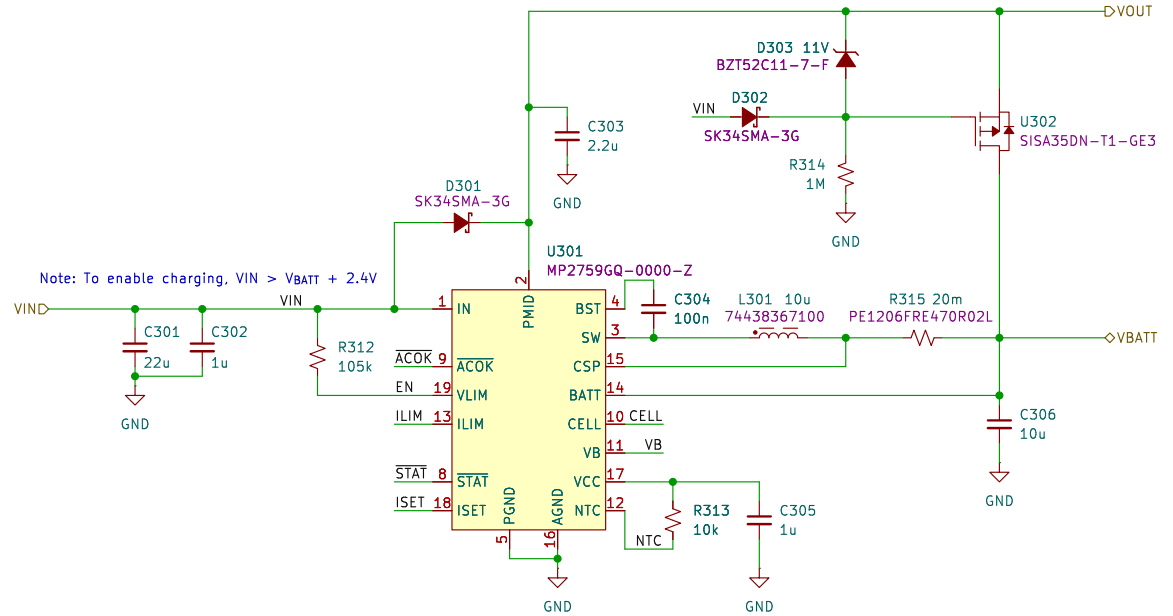 VOUT
D303 11V
BZT52C11-7-F
D302
VIN
SK34SMA-3G
U302
SISA35DN-T1-GE3
C303
2.2u
GND
R314
1M
GND
D301
SK34SMA-3G
U301
MP2759GQ-0000-Z
Note: To enable charging, VIN > VBATT + 2.4V
VIN
VIN
C301
22u
C302
1u
GND
R312
105k
ACOK
EN
ILIM
STAT
ISET
1
9
19
13
8
18
2
PMID
IN
ACOK
VLIM
ILIM
STAT
ISET
BST
SW
CSP
BATT
CELL
VB
VCC
NTC
PGND
AGND
5
16
4
3
15
14
10
11
17
12
CELL
VB
NTC
C304
100n
L301 10u
74438367100
R315 20m
PE1206FRE470R02L
VBATT
C306
10u
GND
R313
10k
C305
1u
GND
GND